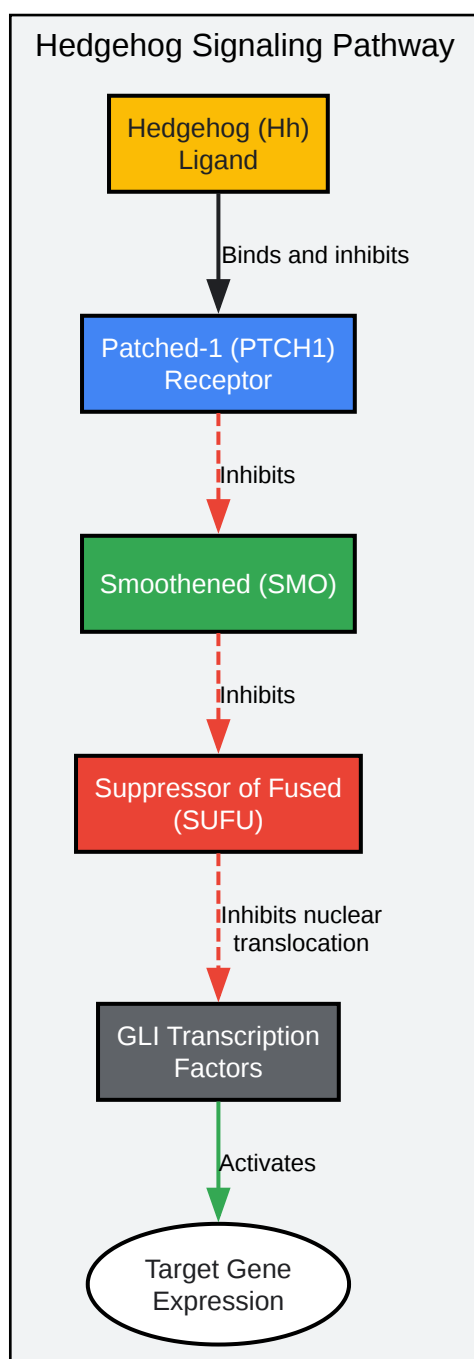 Hedgehog Signaling Pathway
Hedgehog (Hh)
Ligand
Binds and inhibits
Patched-1 (PTCH1)
Receptor
Inhibits
Smoothened (SMO)
Inhibits
Suppressor of Fused
(SUFU)
Inhibits nuclear
translocation
GLI Transcription
Factors
Activates
Target Gene
Expression